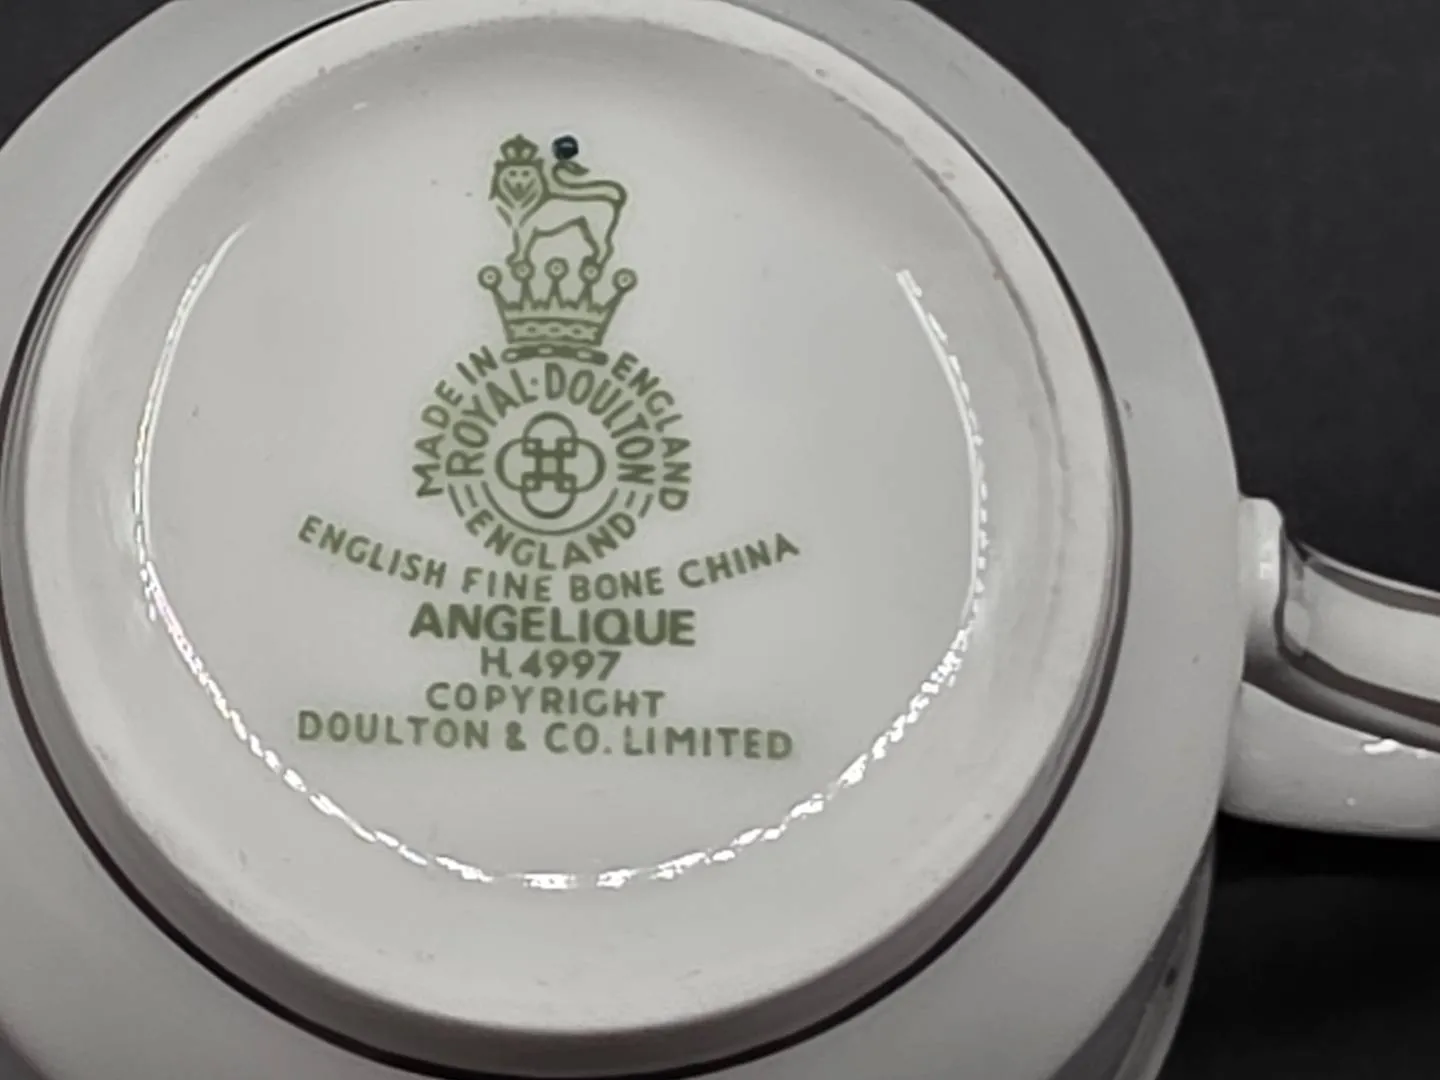 MADE IN ENGLAND
ROYAL·DOULTON
ENGLAND
ENGLISH FINE BONE CHINA
ANGELIQUE
H.4997
COPYRIGHT
DOULTON & CO. LIMITED